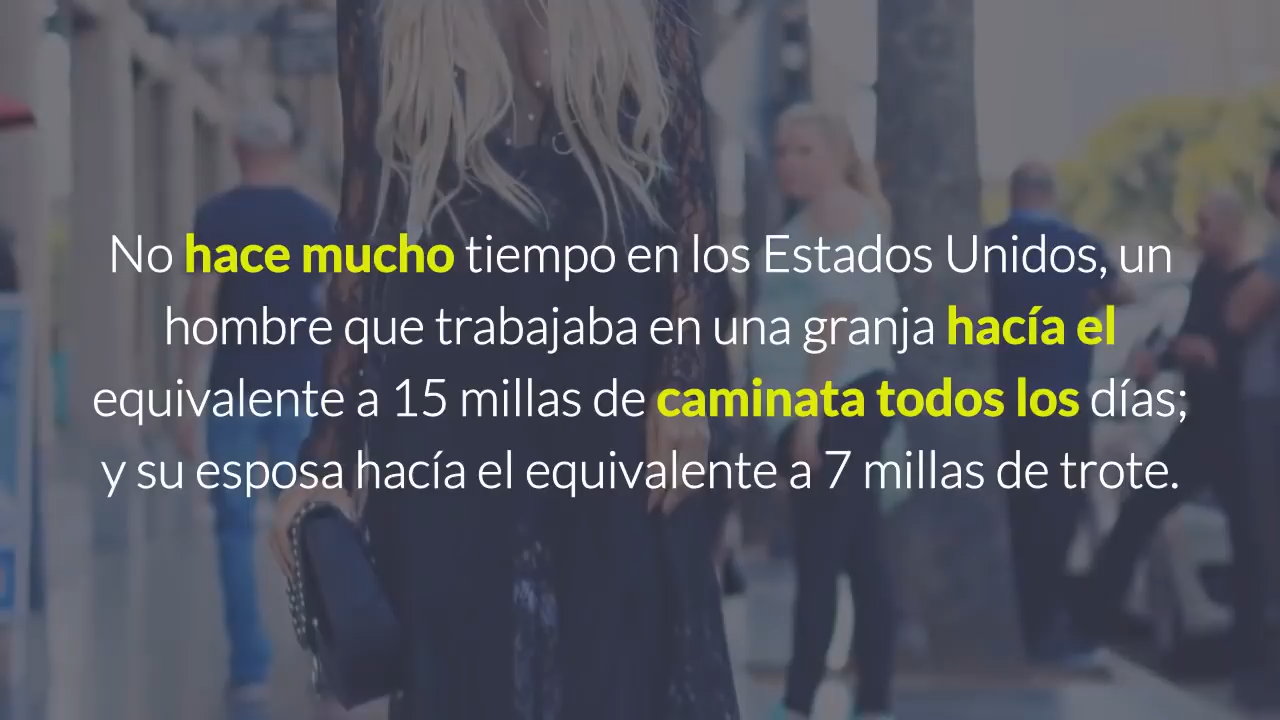 No hace mucho tiempo en los Estados Unidos, un
hombre que trabajaba en una granja hacía el
equivalente a 15 millas de caminata todos los días;
y su esposa hacía el equivalente a 7 millas de trote.